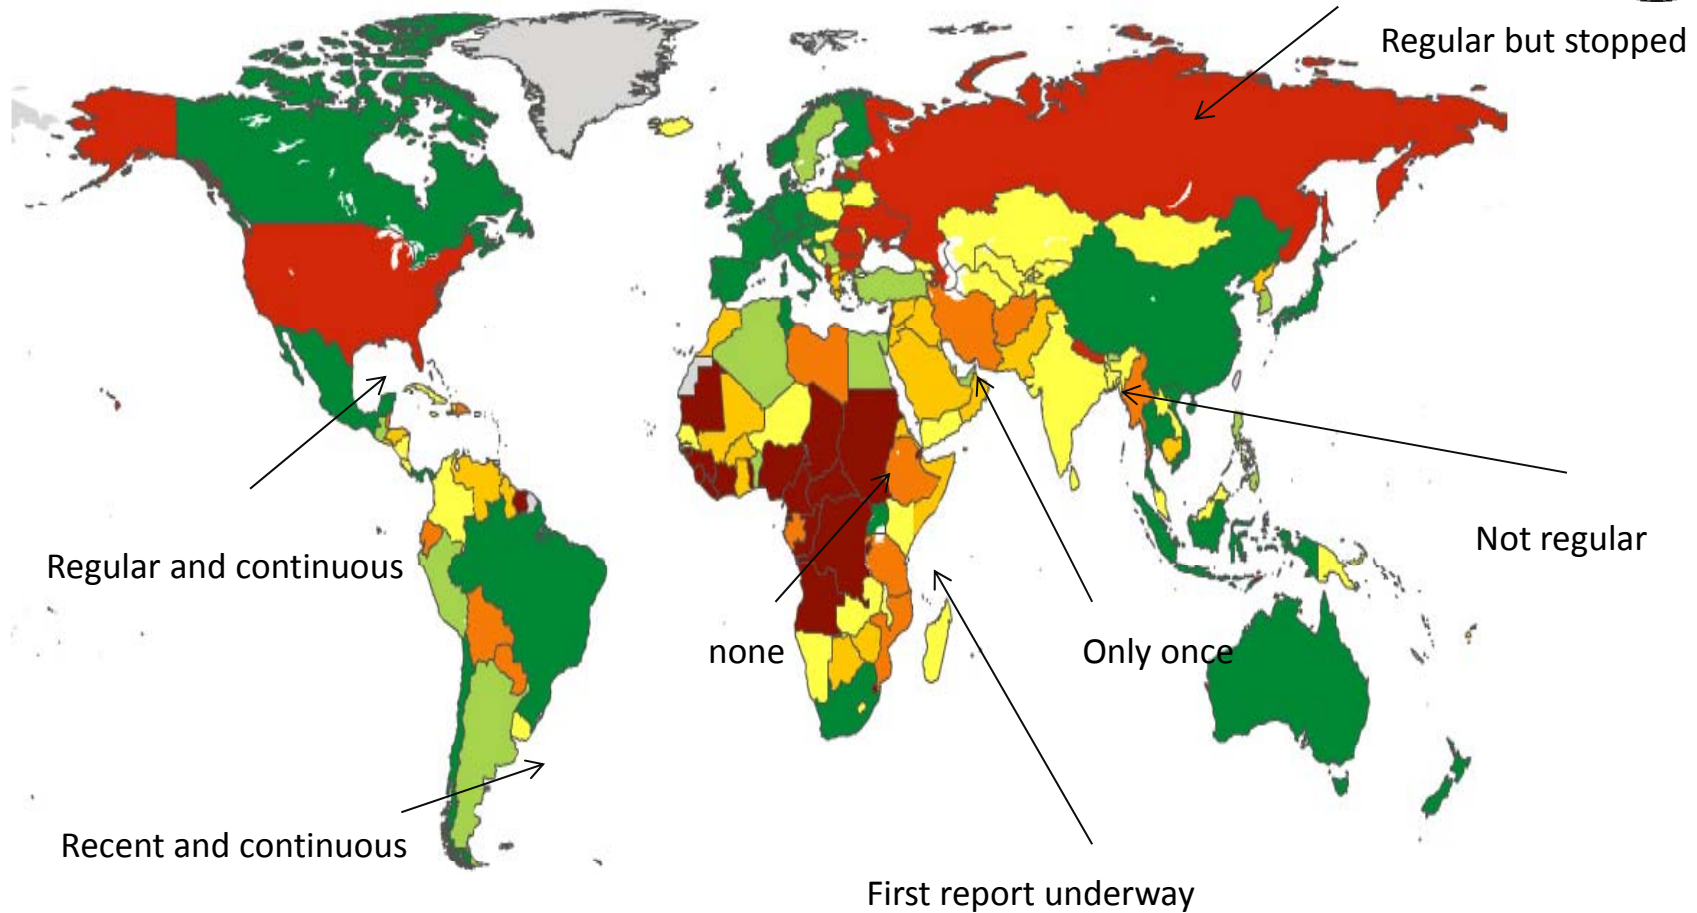 Regular but stopped
Not regular
Regular and continuous
none
Only once
Recent and continuous
First report underway